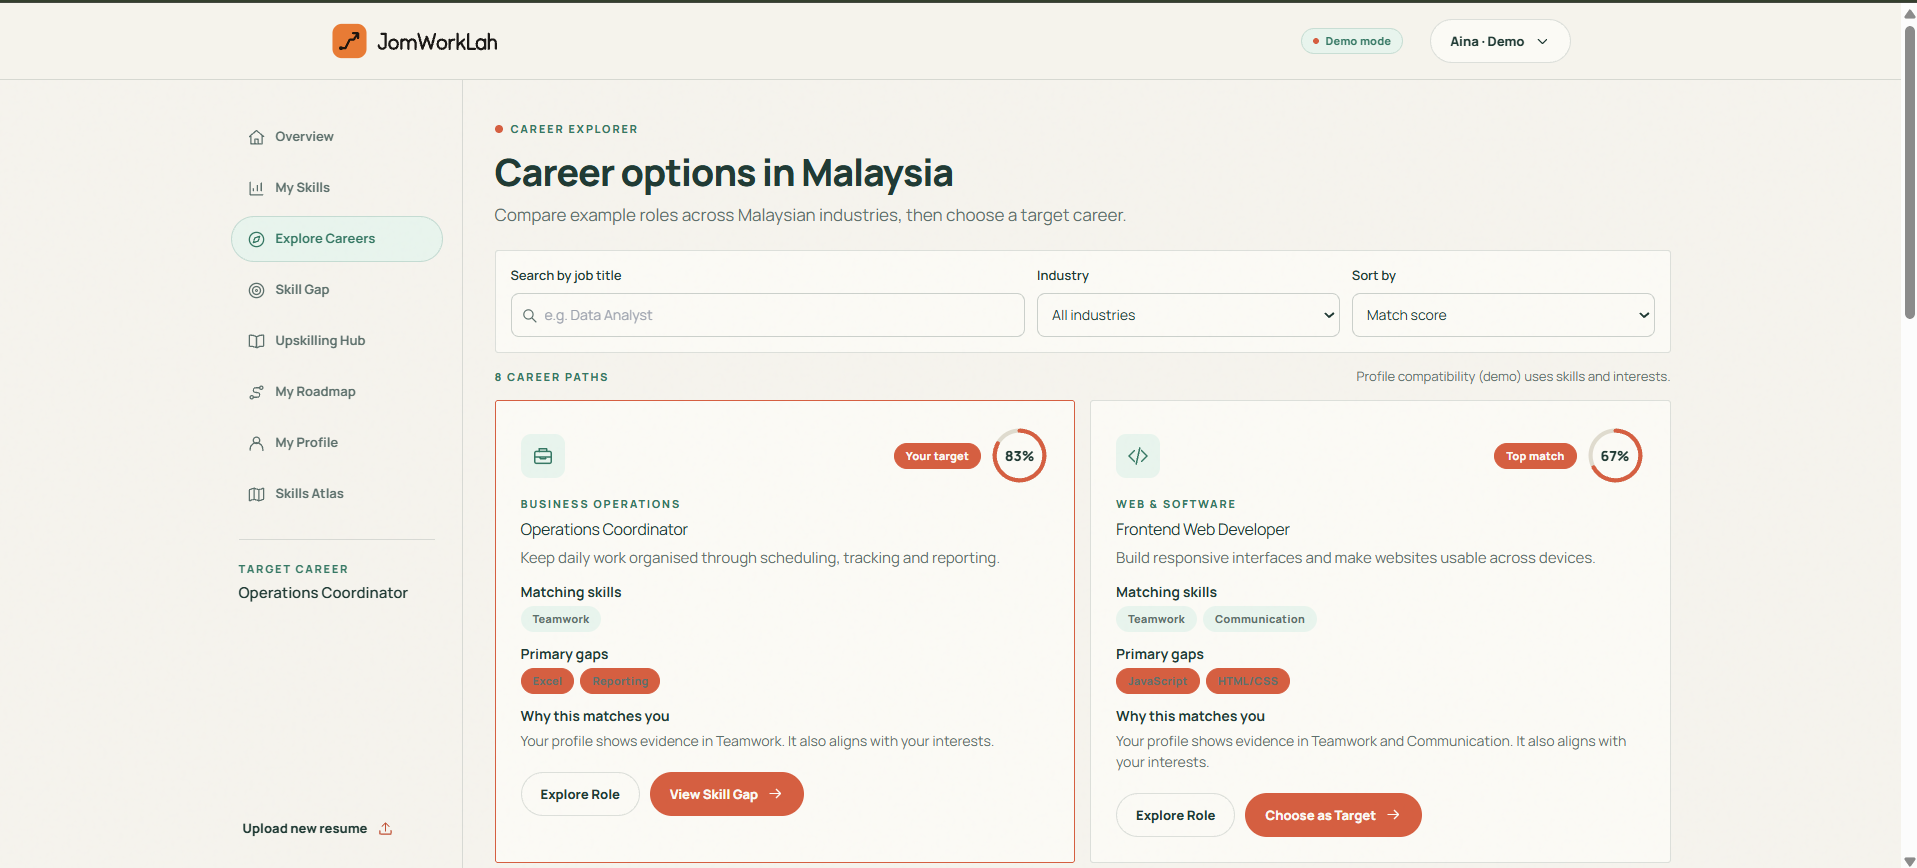 JomWorkLah
Demo mode
Aina · Demo
Overview
My Skills
Explore Careers
Skill Gap
Upskilling Hub
My Roadmap
My Profile
Skills Atlas
TARGET CAREER
Operations Coordinator
Upload new resume
CAREER EXPLORER
Career options in Malaysia
Compare example roles across Malaysian industries, then choose a target career.
Search by job title
e.g. Data Analyst
Industry
All industries
Sort by
Match score
8 CAREER PATHS
Profile compatibility (demo) uses skills and interests.
Your target
83%
BUSINESS OPERATIONS
Operations Coordinator
Keep daily work organised through scheduling, tracking and reporting.
Matching skills
Teamwork
Primary gaps
Excel Reporting
Why this matches you
Your profile shows evidence in Teamwork. It also aligns with your interests.
Explore Role
View Skill Gap
Top match
67%
WEB & SOFTWARE
Frontend Web Developer
Build responsive interfaces and make websites usable across devices.
Matching skills
Teamwork Communication
Primary gaps
JavaScript HTML/CSS
Why this matches you
Your profile shows evidence in Teamwork and Communication. It also aligns with
your interests.
Explore Role
Choose as Target